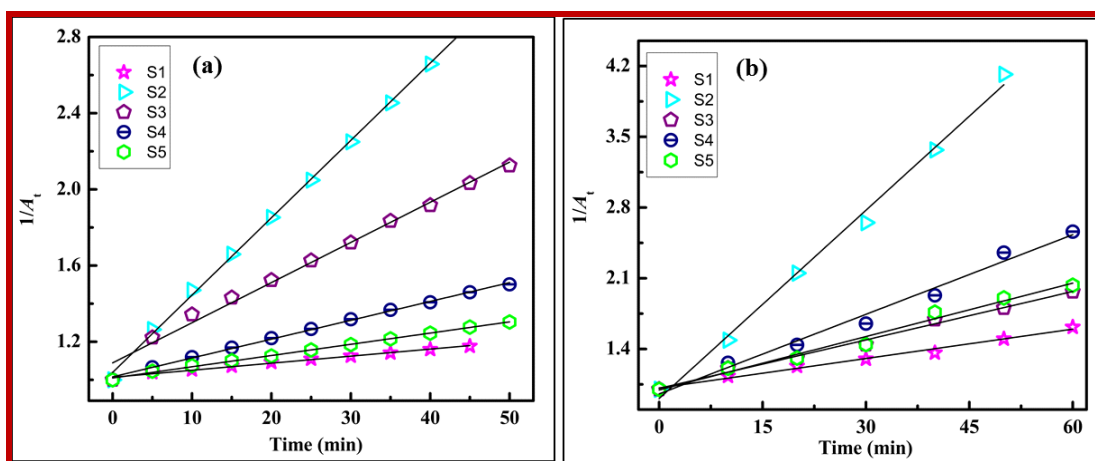 (a)
S1
S2
S3
S4
S5
2.8
2.4
2.0
1.6
1.2
1/At
0 10 20 30 40 50
Time (min)
(b)
S1
S2
S3
S4
S5
4.2
3.5
2.8
2.1
1.4
1/At
0 15 30 45 60
Time (min)